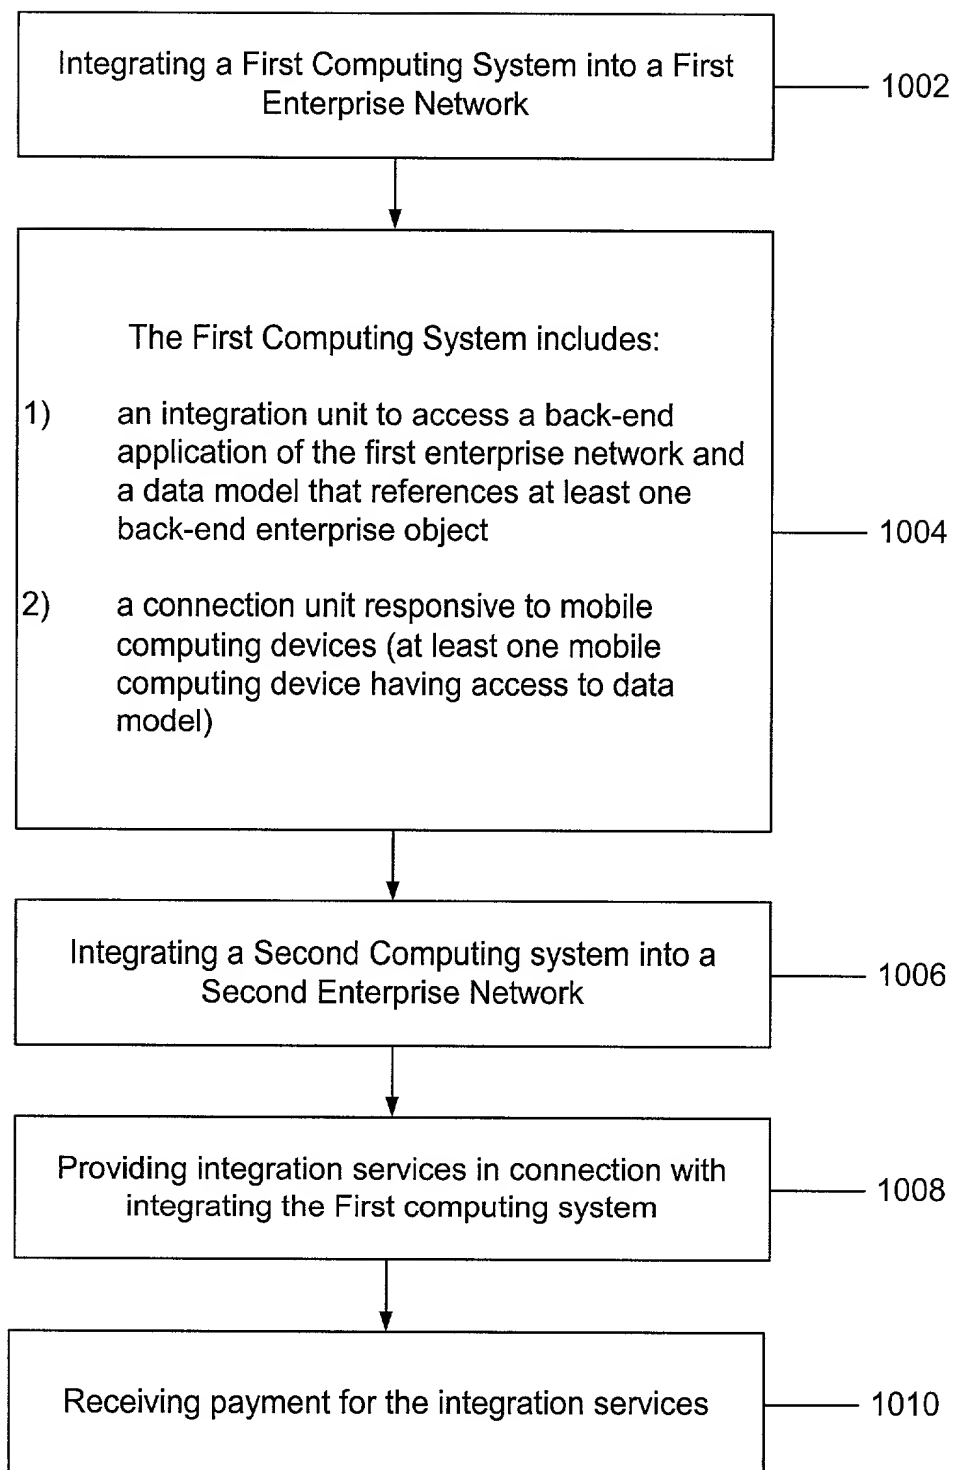 Integrating a First Computing System into a First
Enterprise Network
1002
The First Computing System includes:
1) an integration unit to access a back-end
application of the first enterprise network and
a data model that references at least one
back-end enterprise object
1004
2) a connection unit responsive to mobile
computing devices (at least one mobile
computing device having access to data
model)
Integrating a Second Computing system into a
Second Enterprise Network
1006
Providing integration services in connection with
integrating the First computing system
1008
Receiving payment for the integration services
1010